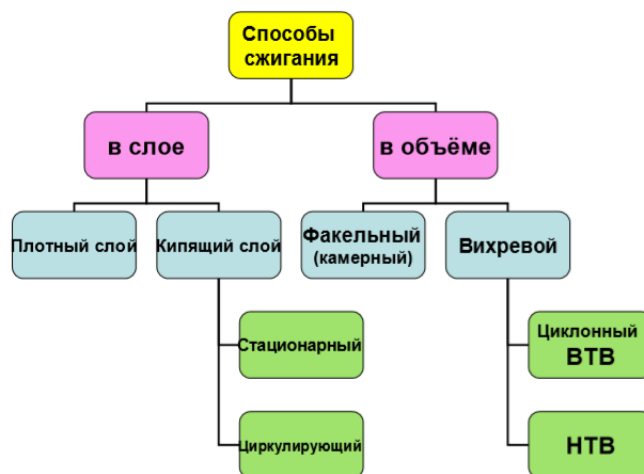 Способы
сжигания
в слое
в объёме
Плотный слой
Кипящий слой
Факельный
(камерный)
Вихревой
Стационарный
Циклонный
ВТВ
Циркулирующий
НТВ